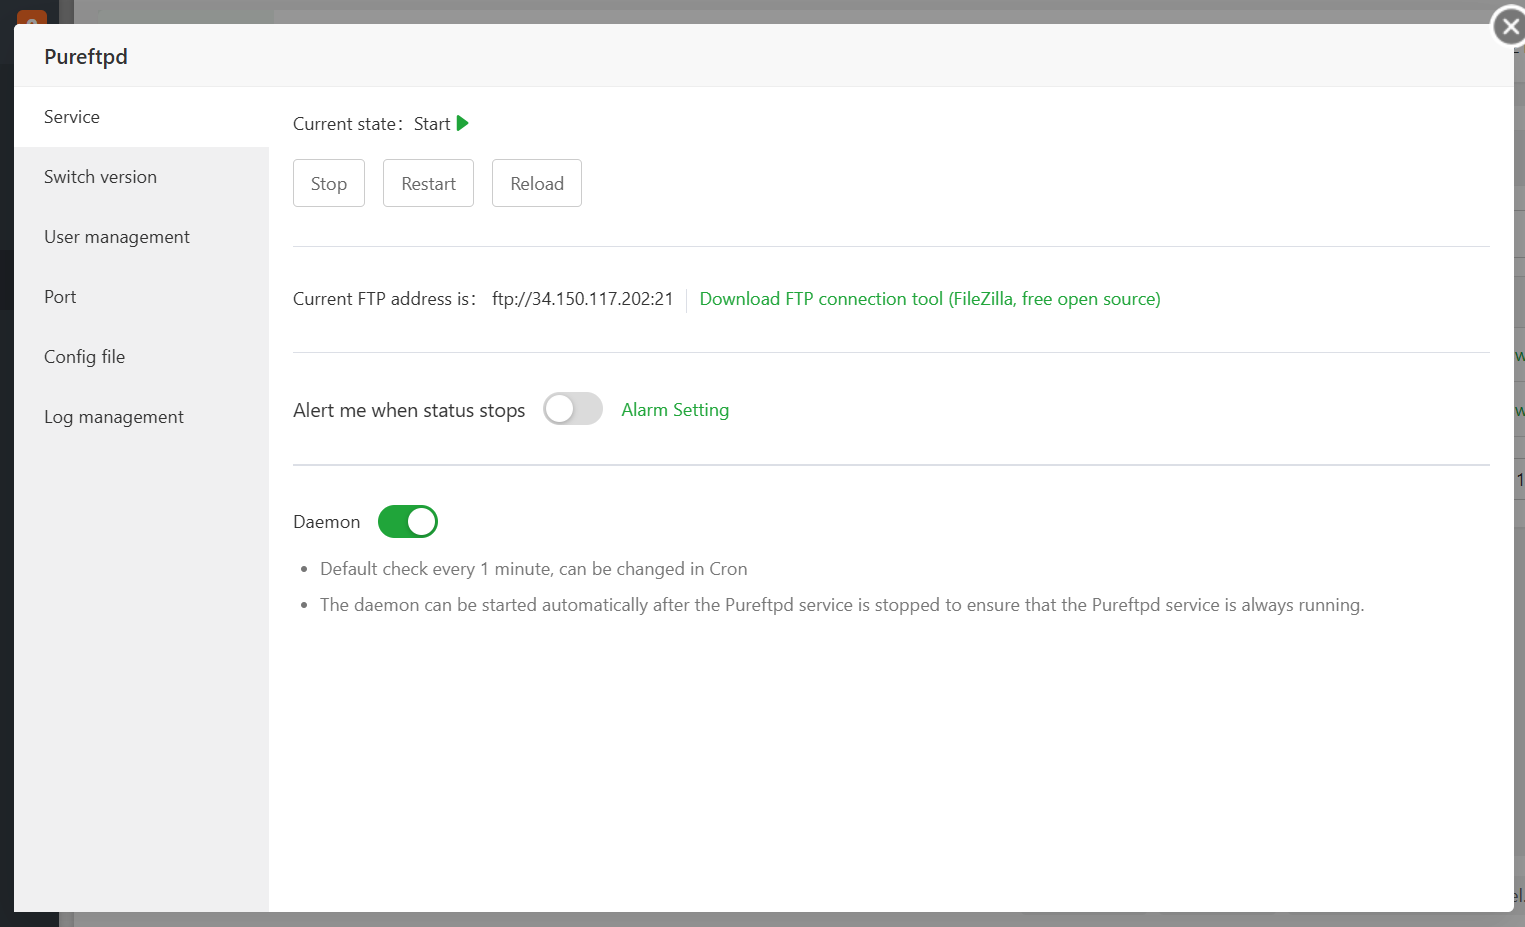 Pureftpd
Service
Switch version
User management
Port
Config file
Log management
Current state： Start
Stop Restart Reload
Current FTP address is： ftp://34.150.117.202:21 Download FTP connection tool (FileZilla, free open source)
Alert me when status stops Alarm Setting
Daemon
Default check every 1 minute, can be changed in Cron
The daemon can be started automatically after the Pureftpd service is stopped to ensure that the Pureftpd service is always running.